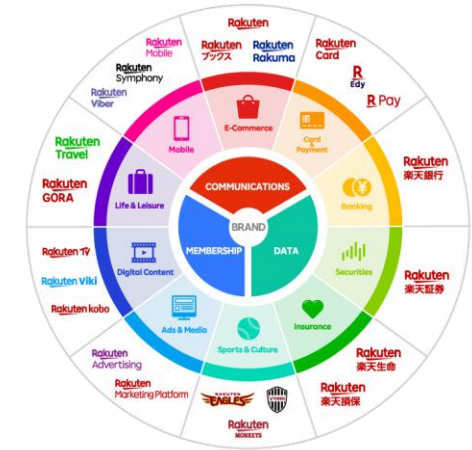 Rakuten
Rakuten
ブックス
Rakuten
Rakuma
Rakuten
Card
R
Edy
R Pay
Rakuten
楽天銀行
Rakuten
楽天証券
Rakuten
楽天生命
Rakuten
楽天損保
RAKUTEN
EAGLES
VISSEL
Rakuten
MONKEYS
Rakuten
Marketing Platform
Rakuten
Advertising
Rakuten kobo
Rakuten Viki
Rakuten TV
Rakuten
GORA
Rakuten
Travel
Rakuten
Viber
Rakuten
Symphony
Rakuten
Mobile
E-Commerce
Card
&
Payment
Banking
Securities
Insurance
Sports & Culture
Ads & Media
Digital Content
Life & Leisure
Mobile
COMMUNICATIONS
BRAND
MEMBERSHIP
DATA